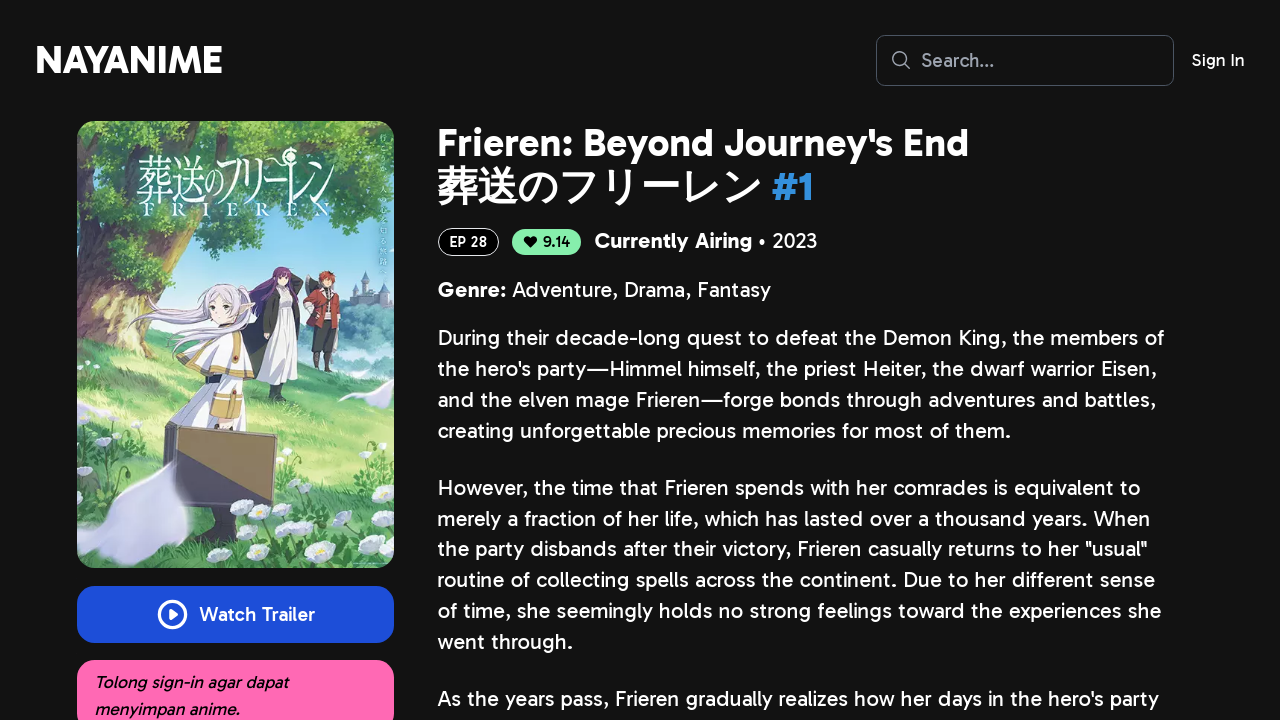 NAYANIME
Search...
Sign In
葬送のフリーレン
FRIEREN
Watch Trailer
Tolong sign-in agar dapat
menyimpan anime.
Frieren: Beyond Journey's End
葬送のフリーレン #1
EP 28
9.14
Currently Airing • 2023
Genre: Adventure, Drama, Fantasy
During their decade-long quest to defeat the Demon King, the members of
the hero's party—Himmel himself, the priest Heiter, the dwarf warrior Eisen,
and the elven mage Frieren—forge bonds through adventures and battles,
creating unforgettable precious memories for most of them.
However, the time that Frieren spends with her comrades is equivalent to
merely a fraction of her life, which has lasted over a thousand years. When
the party disbands after their victory, Frieren casually returns to her "usual"
routine of collecting spells across the continent. Due to her different sense
of time, she seemingly holds no strong feelings toward the experiences she
went through.
As the years pass, Frieren gradually realizes how her days in the hero's party